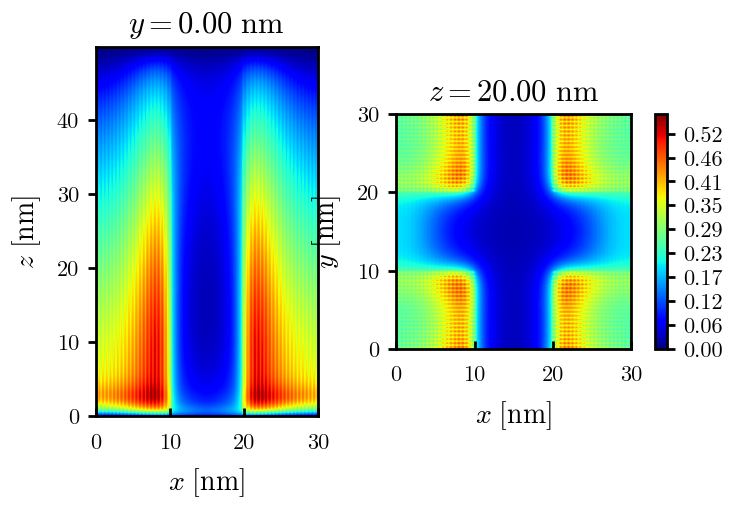 y = 0.00 nm
z [nm]
40
30
20
10
0
0 10 20 30
x [nm]
z = 20.00 nm
y [nm]
30
20
10
0
0 10 20 30
x [nm]
0.52
0.46
0.41
0.35
0.29
0.23
0.17
0.12
0.06
0.00